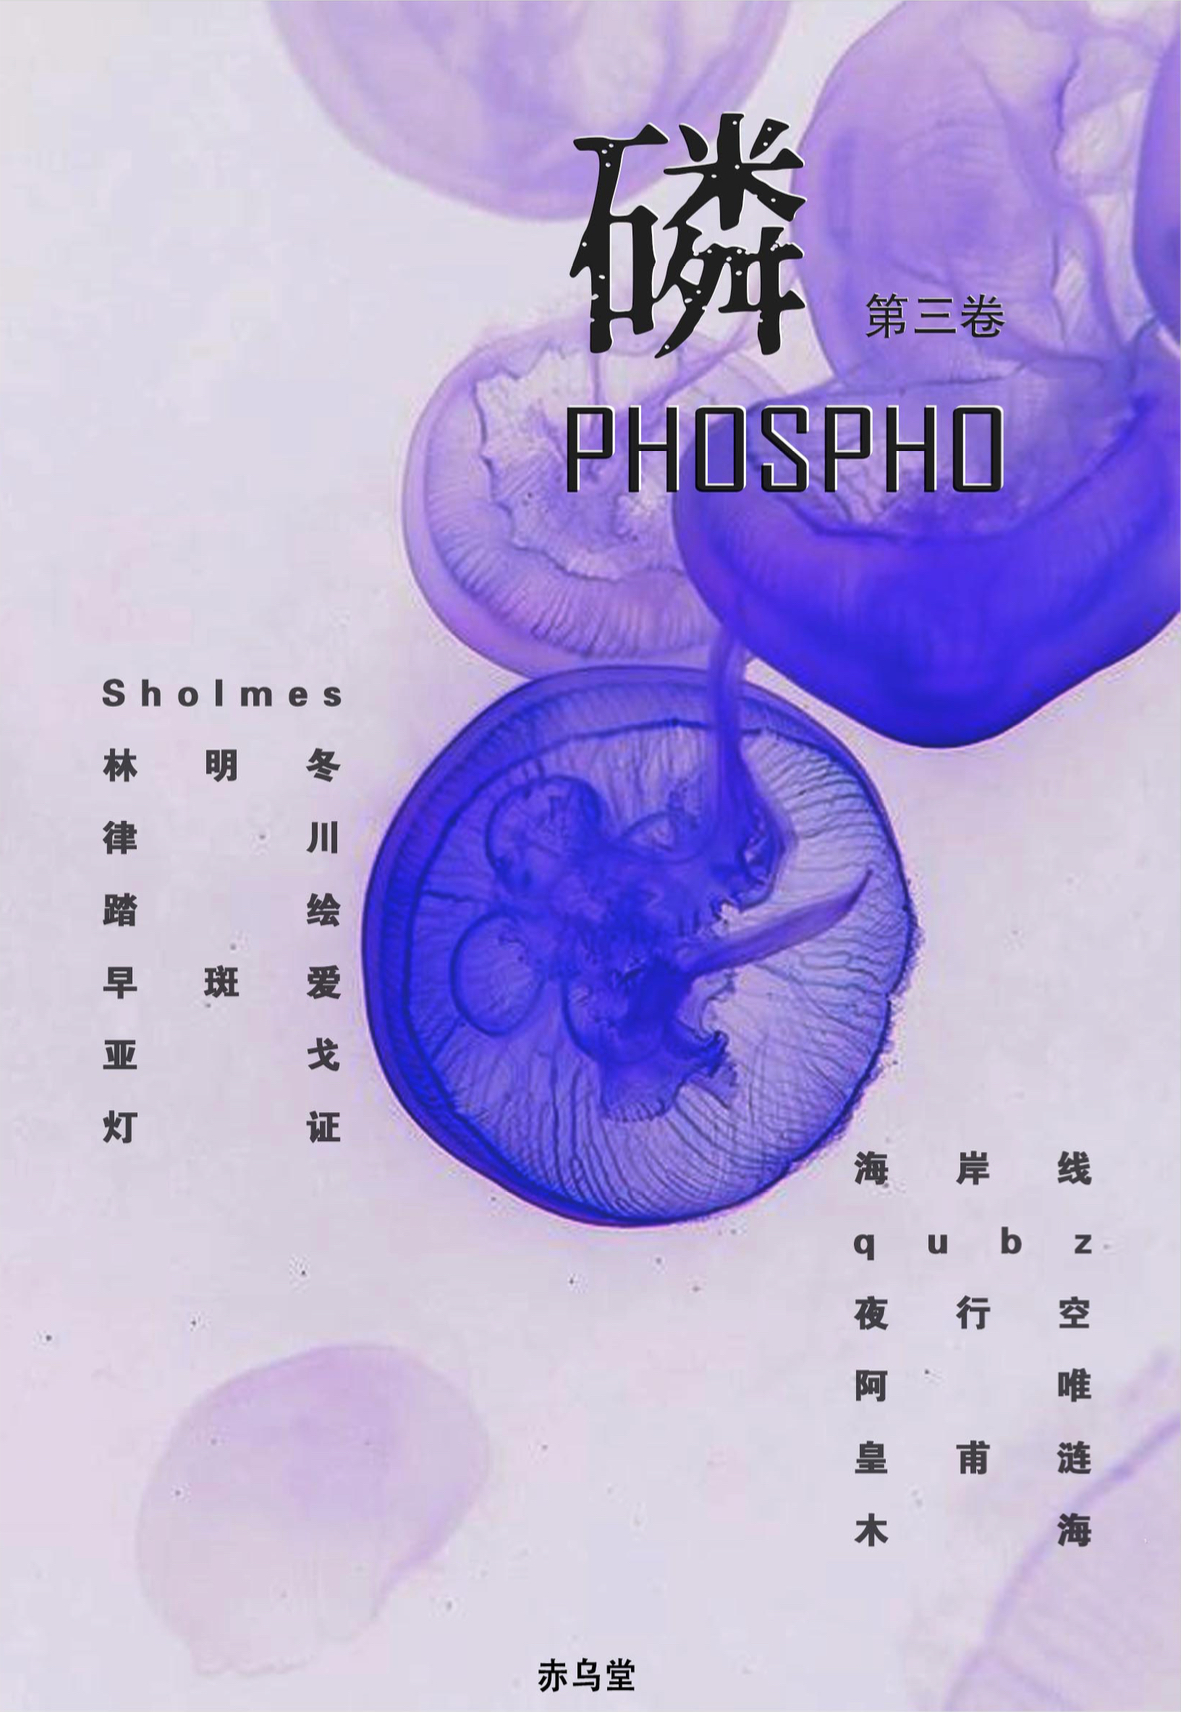 磷
第三卷
PHOSPHO
Sholmes
林明冬
律川
踏绘
早斑爱
亚戈
灯证
海岸线
qubz
夜行空
阿唯
皇甫涟
木海
赤乌堂